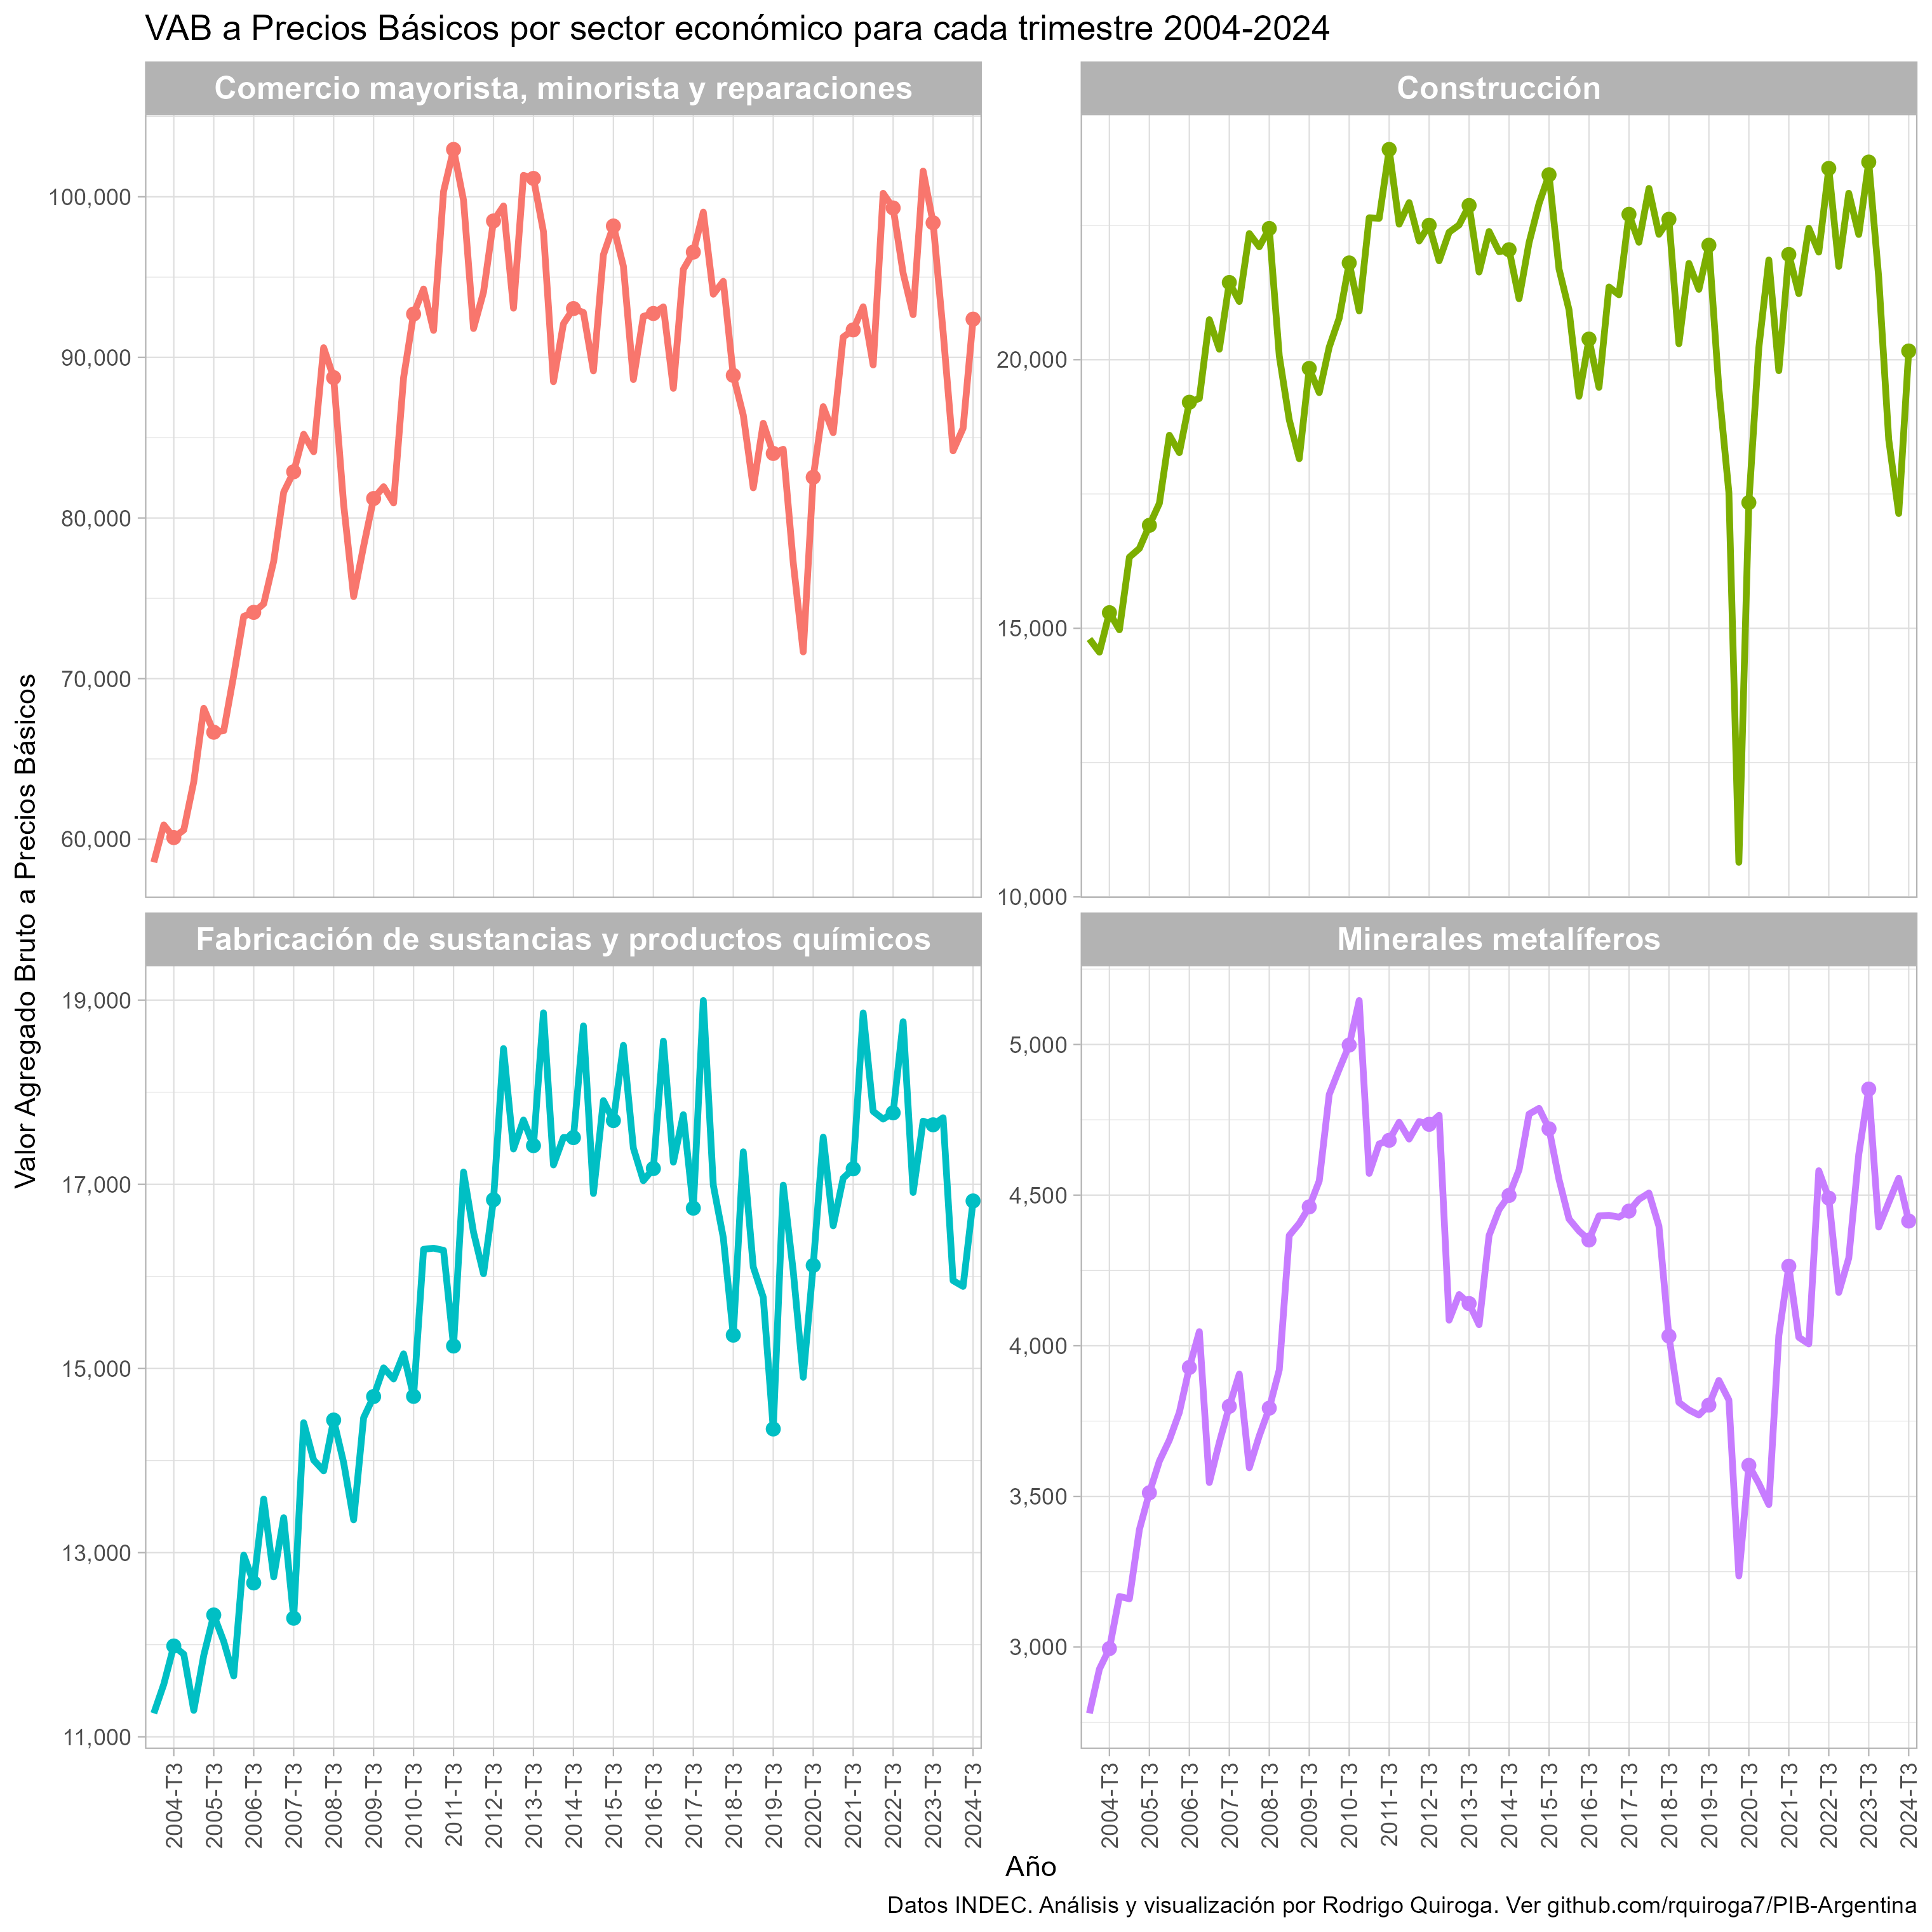 VAB a Precios Básicos por sector económico para cada trimestre 2004-2024
Valor Agregado Bruto a Precios Básicos
Comercio mayorista, minorista y reparaciones
100,000
90,000
80,000
70,000
60,000
Construcción
20,000
15,000
10,000
Fabricación de sustancias y productos químicos
19,000
17,000
15,000
13,000
11,000
2004-T3
2005-T3
2006-T3
2007-T3
2008-T3
2009-T3
2010-T3
2011-T3
2012-T3
2013-T3
2014-T3
2015-T3
2016-T3
2017-T3
2018-T3
2019-T3
2020-T3
2021-T3
2022-T3
2023-T3
2024-T3
Minerales metalíferos
5,000
4,500
4,000
3,500
3,000
2004-T3
2005-T3
2006-T3
2007-T3
2008-T3
2009-T3
2010-T3
2011-T3
2012-T3
2013-T3
2014-T3
2015-T3
2016-T3
2017-T3
2018-T3
2019-T3
2020-T3
2021-T3
2022-T3
2023-T3
2024-T3
Año
Datos INDEC. Análisis y visualización por Rodrigo Quiroga. Ver github.com/rquiroga7/PIB-Argentina